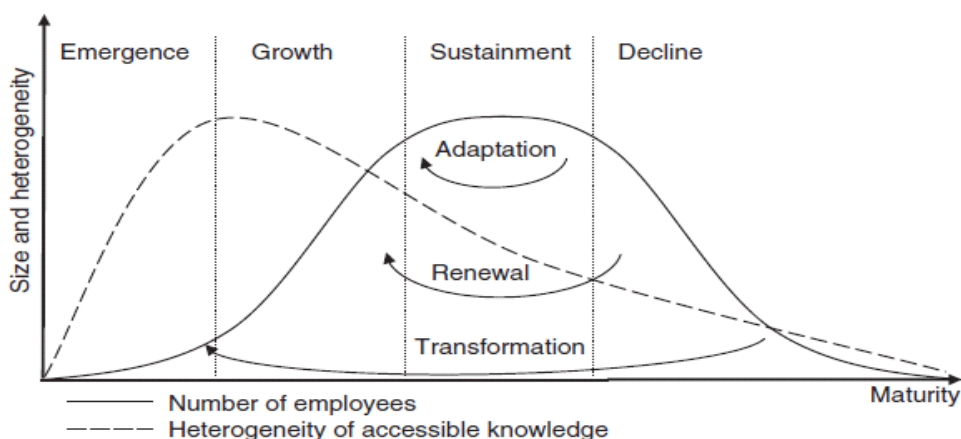 Emergence
Growth
Sustainment
Decline
Size and heterogeneity
Adaptation
Renewal
Transformation
Maturity
Number of employees
Heterogeneity of accessible knowledge